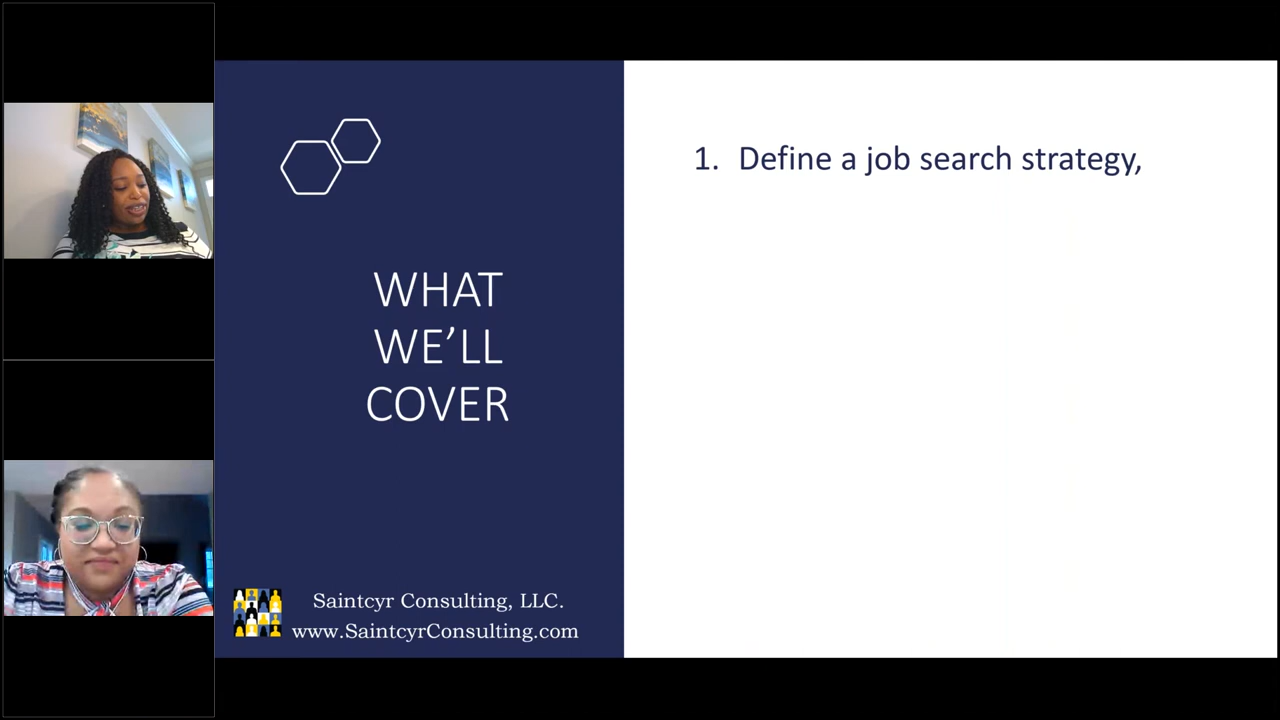 WHAT
WE’LL
COVER
Saintcyr Consulting, LLC.
www.SaintcyrConsulting.com
1. Define a job search strategy,